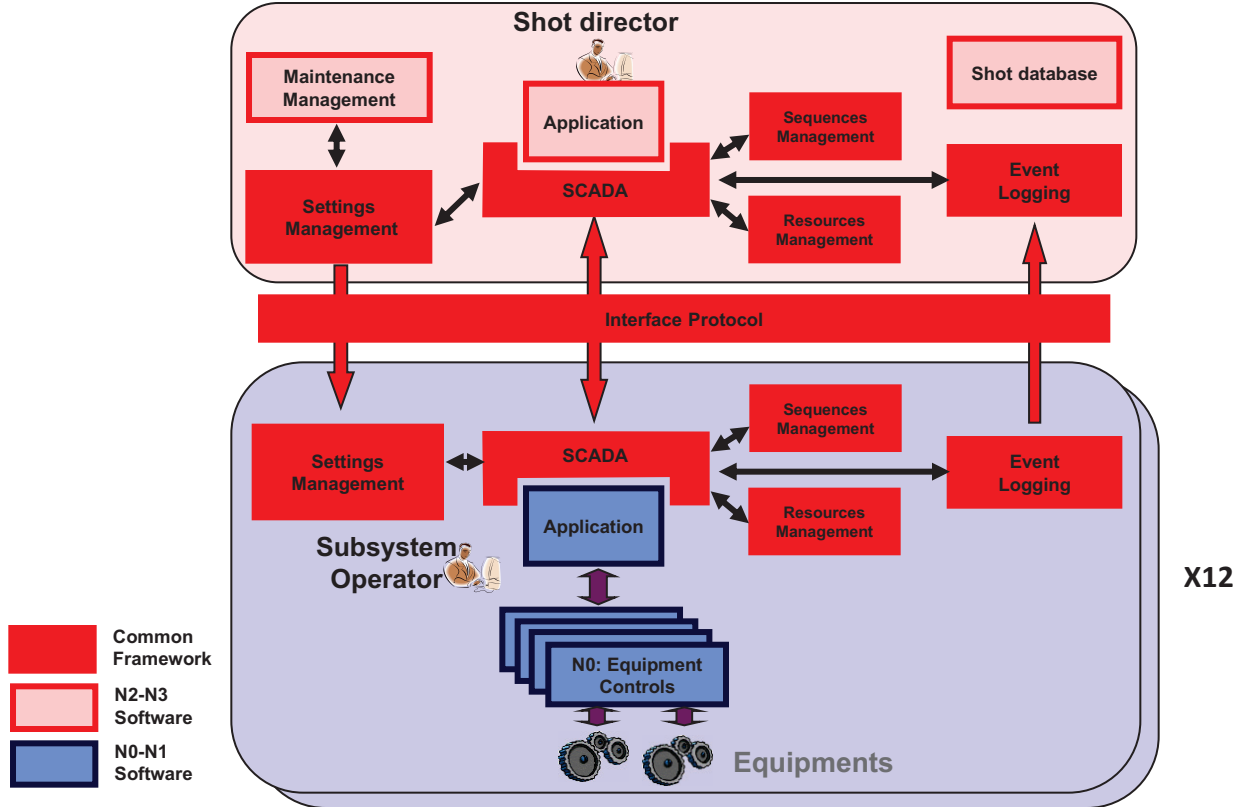 Shot director
Maintenance
Management
Shot database
Application
Sequences
Management
Event
Logging
Settings
Management
SCADA
Resources
Management
Interface Protocol
Sequences
Management
Settings
Management
SCADA
Event
Logging
Resources
Management
Application
Subsystem
Operator
X12
Common
Framework
N0: Equipment
Controls
N2-N3
Software
N0-N1
Software
Equipments